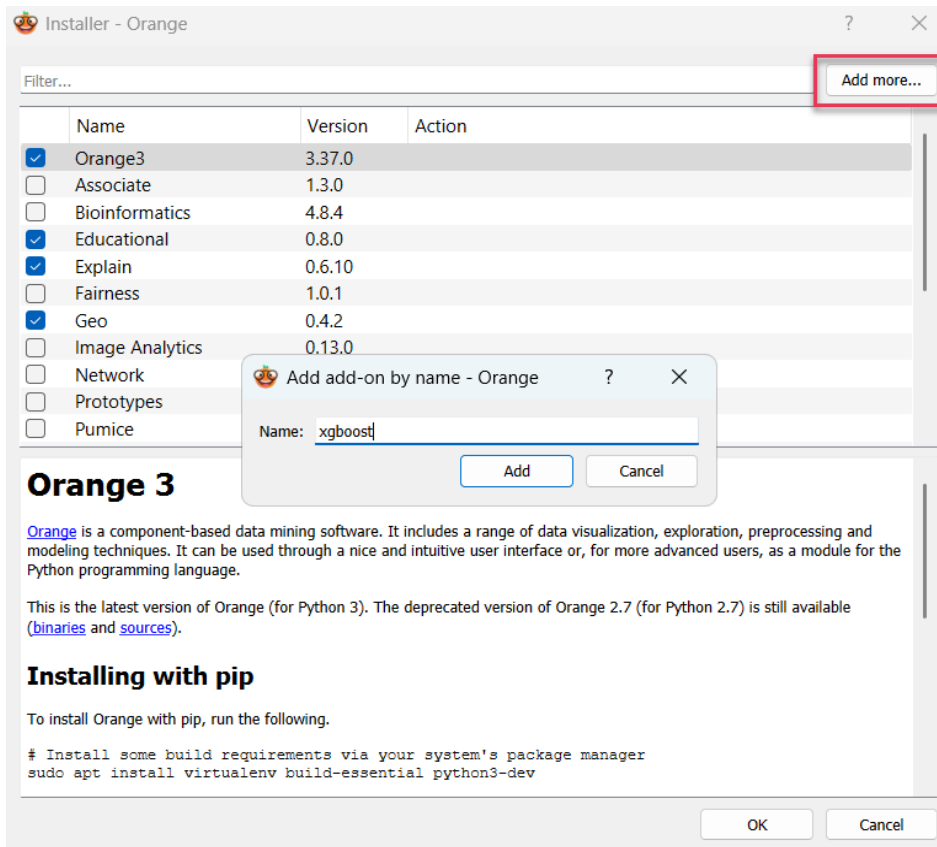 Installer - Orange
Filter...
Add more...
Name Version Action
Orange3 3.37.0
Associate 1.3.0
Bioinformatics 4.8.4
Educational 0.8.0
Explain 0.6.10
Fairness 1.0.1
Geo 0.4.2
Image Analytics 0.13.0
Network
Prototypes
Pumice
Add add-on by name - Orange
Name: xgboost
Add Cancel
Orange 3
Orange is a component-based data mining software. It includes a range of data visualization, exploration, preprocessing and
modeling techniques. It can be used through a nice and intuitive user interface or, for more advanced users, as a module for the
Python programming language.
This is the latest version of Orange (for Python 3). The deprecated version of Orange 2.7 (for Python 2.7) is still available
(binaries and sources).
Installing with pip
To install Orange with pip, run the following.
# Install some build requirements via your system's package manager
sudo apt install virtualenv build-essential python3-dev
OK Cancel